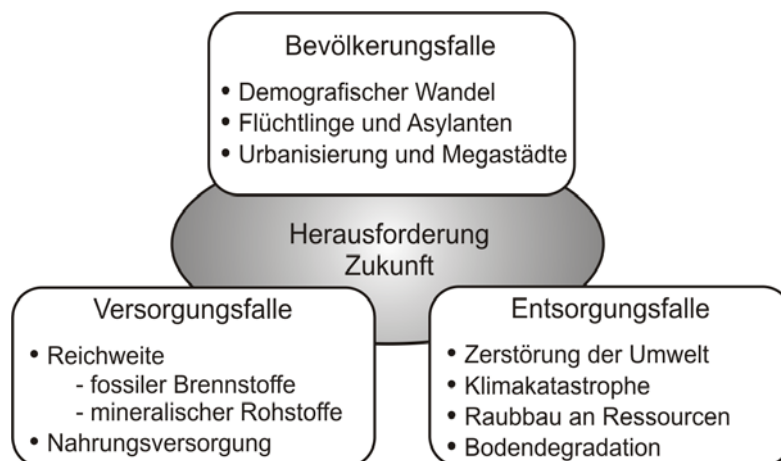 Bevölkerungsfalle
• Demografischer Wandel
• Flüchtlinge und Asylanten
• Urbanisierung und Megastädte
Herausforderung
Zukunft
Versorgungsfalle
• Reichweite
- fossiler Brennstoffe
- mineralischer Rohstoffe
• Nahrungsversorgung
Entsorgungsfalle
• Zerstörung der Umwelt
• Klimakatastrophe
• Raubbau an Ressourcen
• Bodendegradation